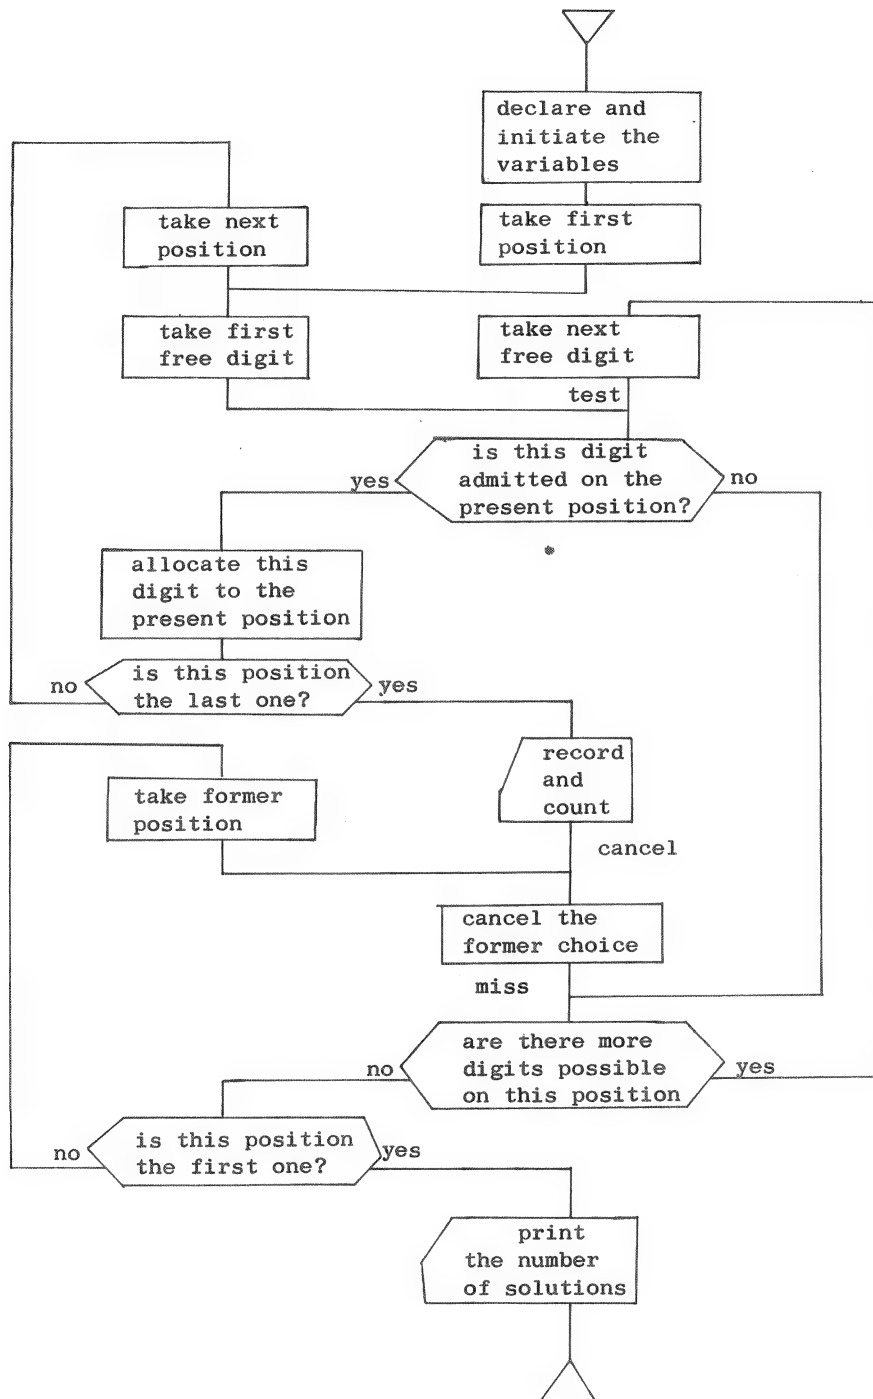 declare and
initiate the
variables
take next
position
take first
position
take first
free digit
take next
free digit
test
is this digit
admitted on the
present position?
yes
no
allocate this
digit to the
present position
is this position
the last one?
no
yes
record
and
count
take former
position
cancel
cancel the
former choice
miss
are there more
digits possible
on this position
no
yes
is this position
the first one?
no
yes
print
the number
of solutions